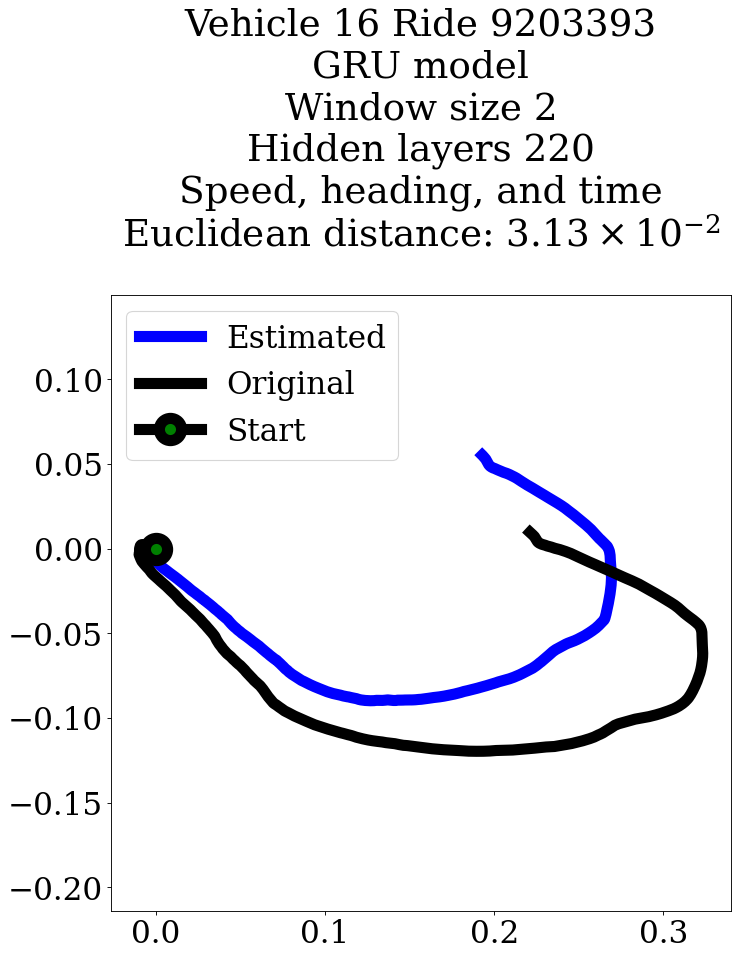 Vehicle 16 Ride 9203393
GRU model
Window size 2
Hidden layers 220
Speed, heading, and time
Euclidean distance: 3.13 × 10⁻²
Estimated
Original
Start
0.10
0.05
0.00
−0.05
−0.10
−0.15
−0.20
0.0 0.1 0.2 0.3